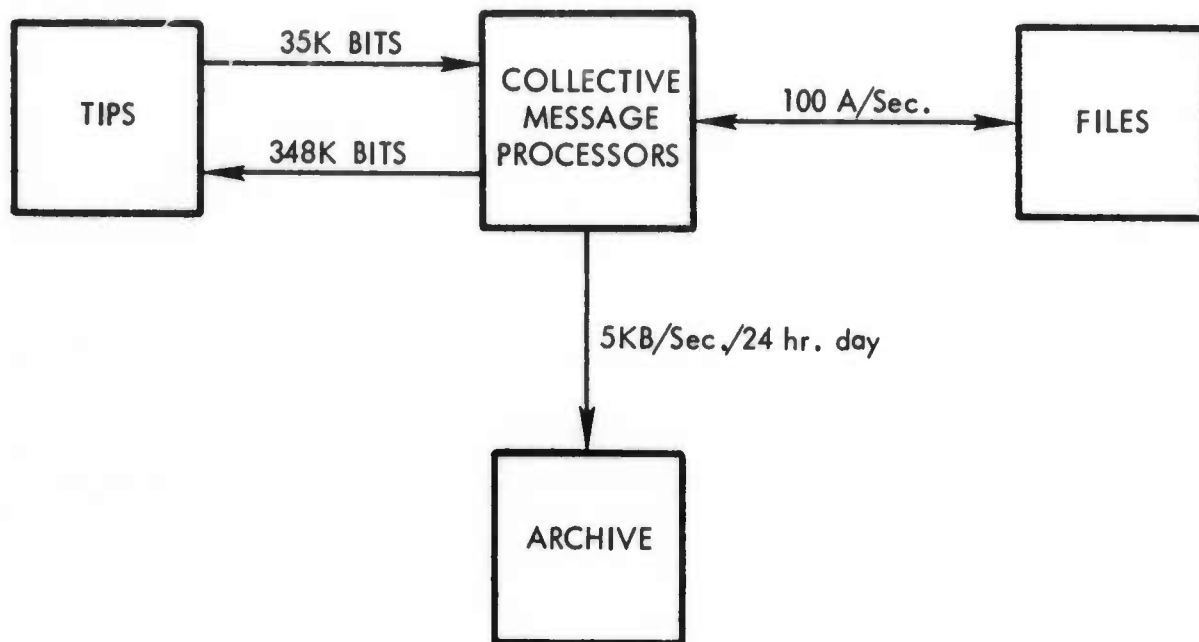 35K BITS
TIPS
348K BITS
COLLECTIVE
MESSAGE
PROCESSORS
100 A/Sec.
FILES
5KB/Sec./24 hr. day
ARCHIVE